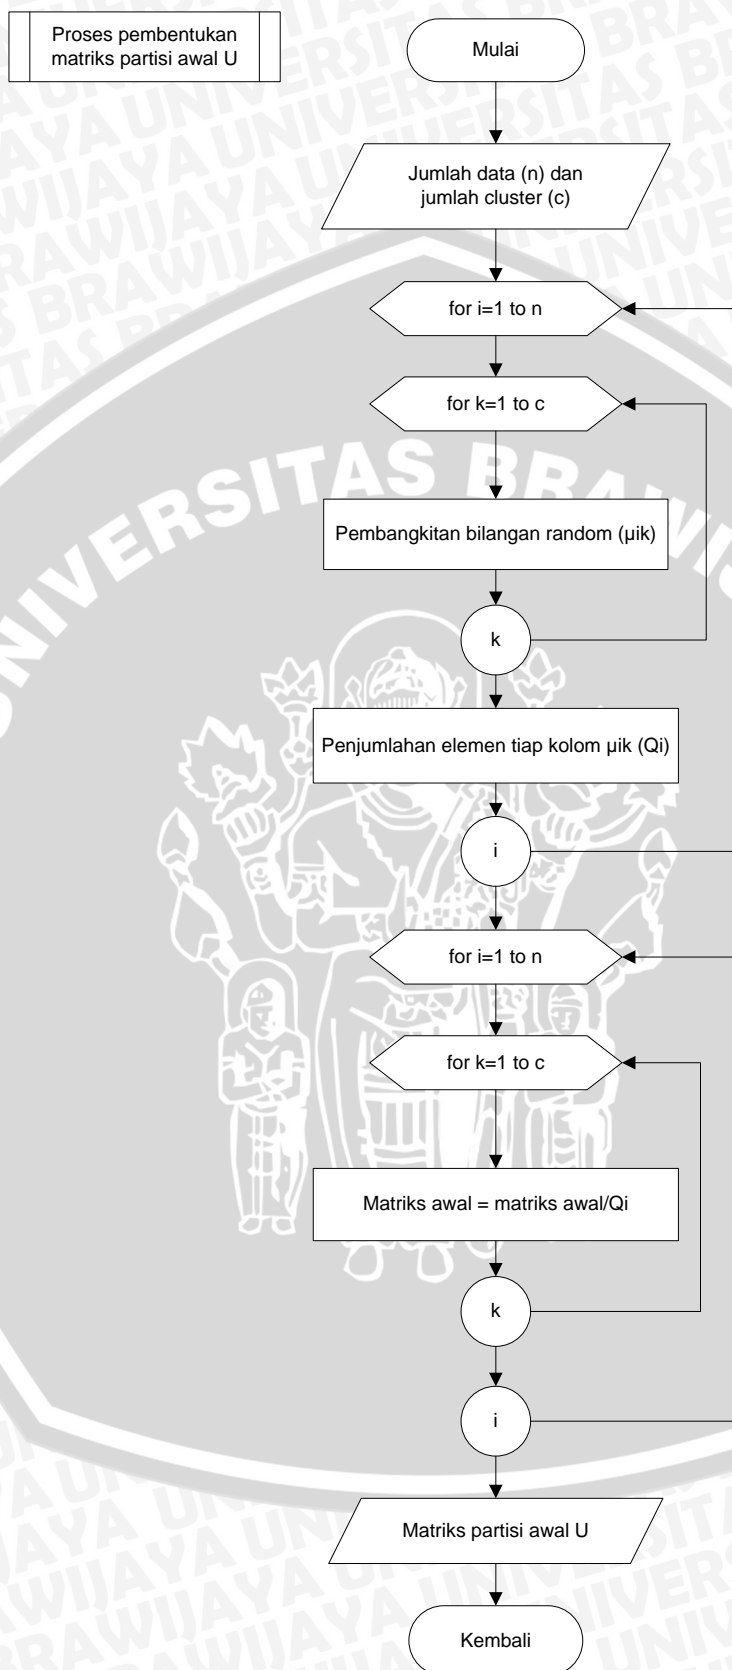 Proses pembentukan
matriks partisi awal U
Mulai
Jumlah data (n) dan
jumlah cluster (c)
for i=1 to n
for k=1 to c
Pembangkitan bilangan random (µik)
k
Penjumlahan elemen tiap kolom µik (Qi)
i
for i=1 to n
for k=1 to c
Matriks awal = matriks awal/Qi
k
i
Matriks partisi awal U
Kembali
UNIVERSITAS BRAWIJ